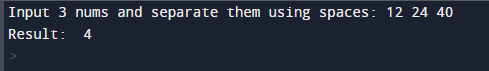 Input 3 nums and separate them using spaces: 12 24 40
Result:  4
>